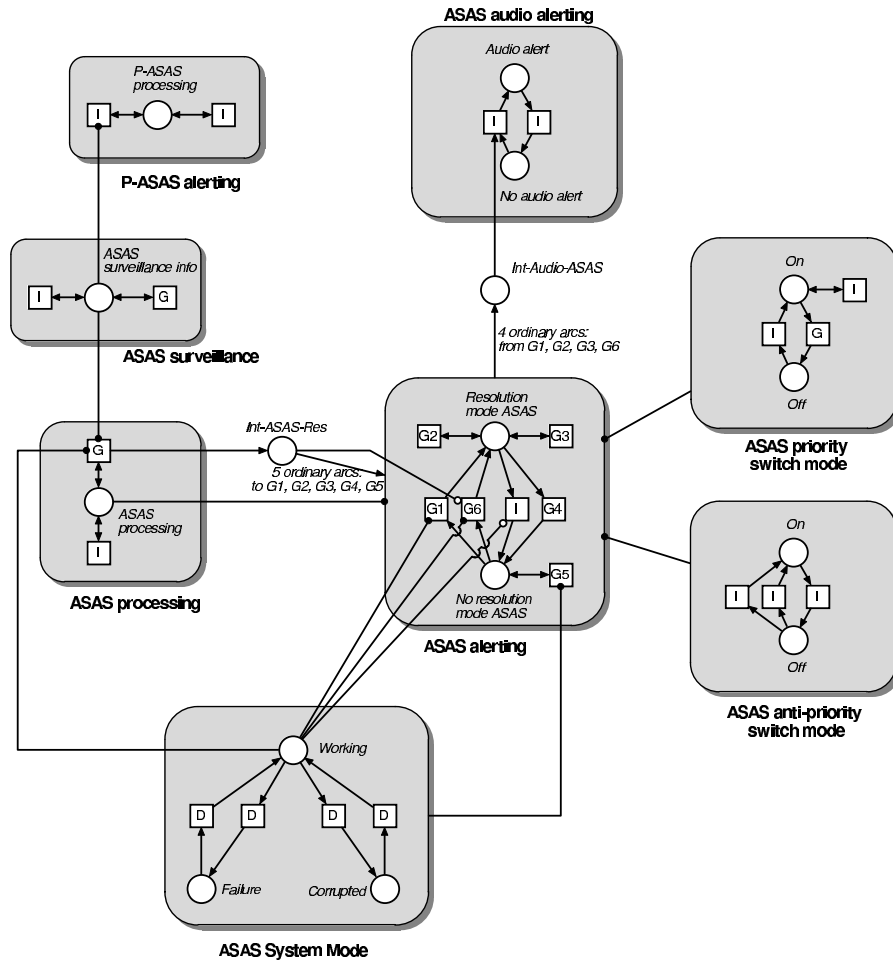 ASAS audio alerting
Audio alert
I
I
No audio alert
P-ASAS
processing
I
I
P-ASAS alerting
ASAS
surveillance info
I
G
ASAS surveillance
Int-Audio-ASAS
4 ordinary arcs:
from G1, G2, G3, G6
On
I
I
G
Off
ASAS priority
switch mode
Int-ASAS-Res
5 ordinary arcs:
to G1, G2, G3, G4, G5
G
ASAS
processing
I
ASAS processing
Resolution
mode ASAS
G2
G3
G1
G6
I
G4
G5
No resolution
mode ASAS
ASAS alerting
On
I
I
I
Off
ASAS anti-priority
switch mode
Working
D
D
D
D
Failure
Corrupted
ASAS System Mode